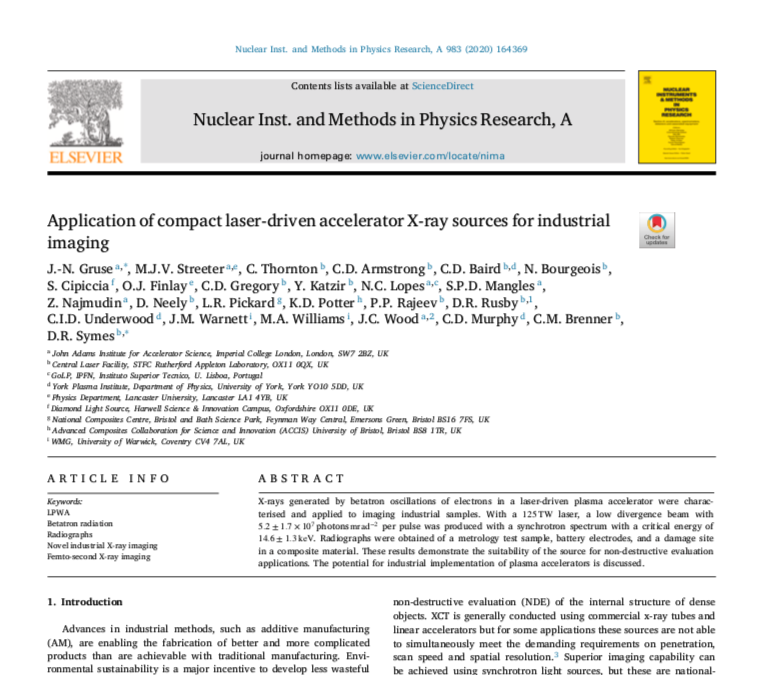 Nuclear Inst. and Methods in Physics Research, A 983 (2020) 164369
Contents lists available at ScienceDirect
Nuclear Inst. and Methods in Physics Research, A
journal homepage: www.elsevier.com/locate/nima
ELSEVIER
NUCLEAR
INSTRUMENTS
& METHODS
IN
PHYSICS
RESEARCH
Application of compact laser-driven accelerator X-ray sources for industrial
imaging
Check for
updates
J.-N. Gruse a,*, M.J.V. Streeter a,e, C. Thornton b, C.D. Armstrong b, C.D. Baird b,d, N. Bourgeois b,
S. Cipiccia f, O.J. Finlay e, C.D. Gregory b, Y. Katzir b, N.C. Lopes a,c, S.P.D. Mangles a,
Z. Najmudin a, D. Neely b, L.R. Pickard g, K.D. Potter h, P.P. Rajeev b, D.R. Rusby b,1,
C.I.D. Underwood d, J.M. Warnett i, M.A. Williams i, J.C. Wood a,2, C.D. Murphy d, C.M. Brenner b,
D.R. Symes b,*
a John Adams Institute for Accelerator Science, Imperial College London, London, SW7 2BZ, UK
b Central Laser Facility, STFC Rutherford Appleton Laboratory, OX11 0QX, UK
c GoLP, IPFN, Instituto Superior Tecnico, U. Lisboa, Portugal
d York Plasma Institute, Department of Physics, University of York, York YO10 5DD, UK
e Physics Department, Lancaster University, Lancaster LA1 4YB, UK
f Diamond Light Source, Harwell Science & Innovation Campus, Oxfordshire OX11 0DE, UK
g National Composites Centre, Bristol and Bath Science Park, Feynman Way Central, Emersons Green, Bristol BS16 7FS, UK
h Advanced Composites Collaboration for Science and Innovation (ACCIS) University of Bristol, Bristol BS8 1TR, UK
i WMG, University of Warwick, Coventry CV4 7AL, UK
ARTICLE INFO
Keywords:
LPWA
Betatron radiation
Radiographs
Novel industrial X-ray imaging
Femto-second X-ray imaging
ABSTRACT
X-rays generated by betatron oscillations of electrons in a laser-driven plasma accelerator were charac-
terised and applied to imaging industrial samples. With a 125 TW laser, a low divergence beam with
5.2 ± 1.7 × 10⁷ photons mrad⁻² per pulse was produced with a synchrotron spectrum with a critical energy of
14.6 ± 1.3 keV. Radiographs were obtained of a metrology test sample, battery electrodes, and a damage site
in a composite material. These results demonstrate the suitability of the source for non-destructive evaluation
applications. The potential for industrial implementation of plasma accelerators is discussed.
1. Introduction
Advances in industrial methods, such as additive manufacturing
(AM), are enabling the fabrication of better and more complicated
products than are achievable with traditional manufacturing. Envi-
ronmental sustainability is a major incentive to develop less wasteful
non-destructive evaluation (NDE) of the internal structure of dense
objects. XCT is generally conducted using commercial x-ray tubes and
linear accelerators but for some applications these sources are not able
to simultaneously meet the demanding requirements on penetration,
scan speed and spatial resolution.³ Superior imaging capability can
be achieved using synchrotron light sources, but these are national-